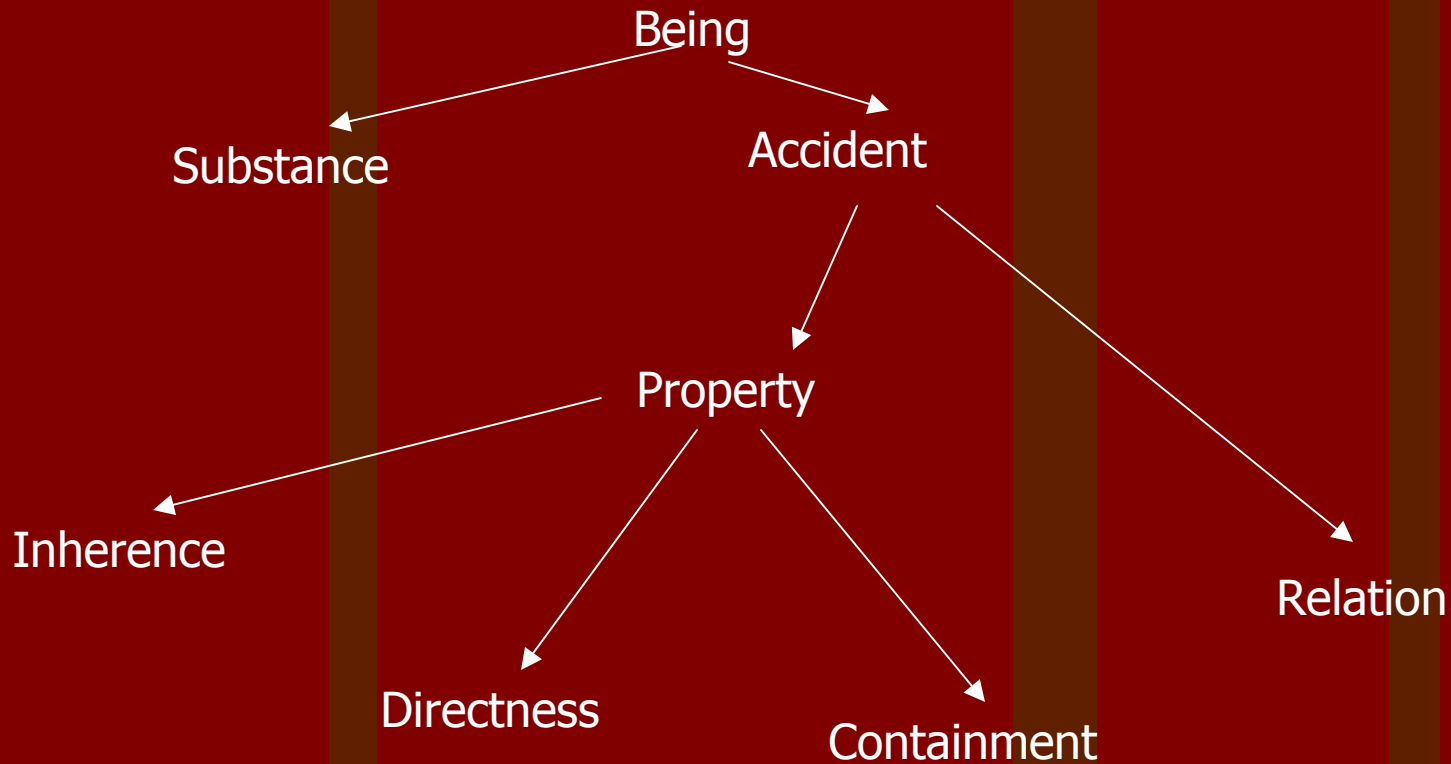 Being
Accident
Substance
Property
Inherence
Relation
Directness
Containment